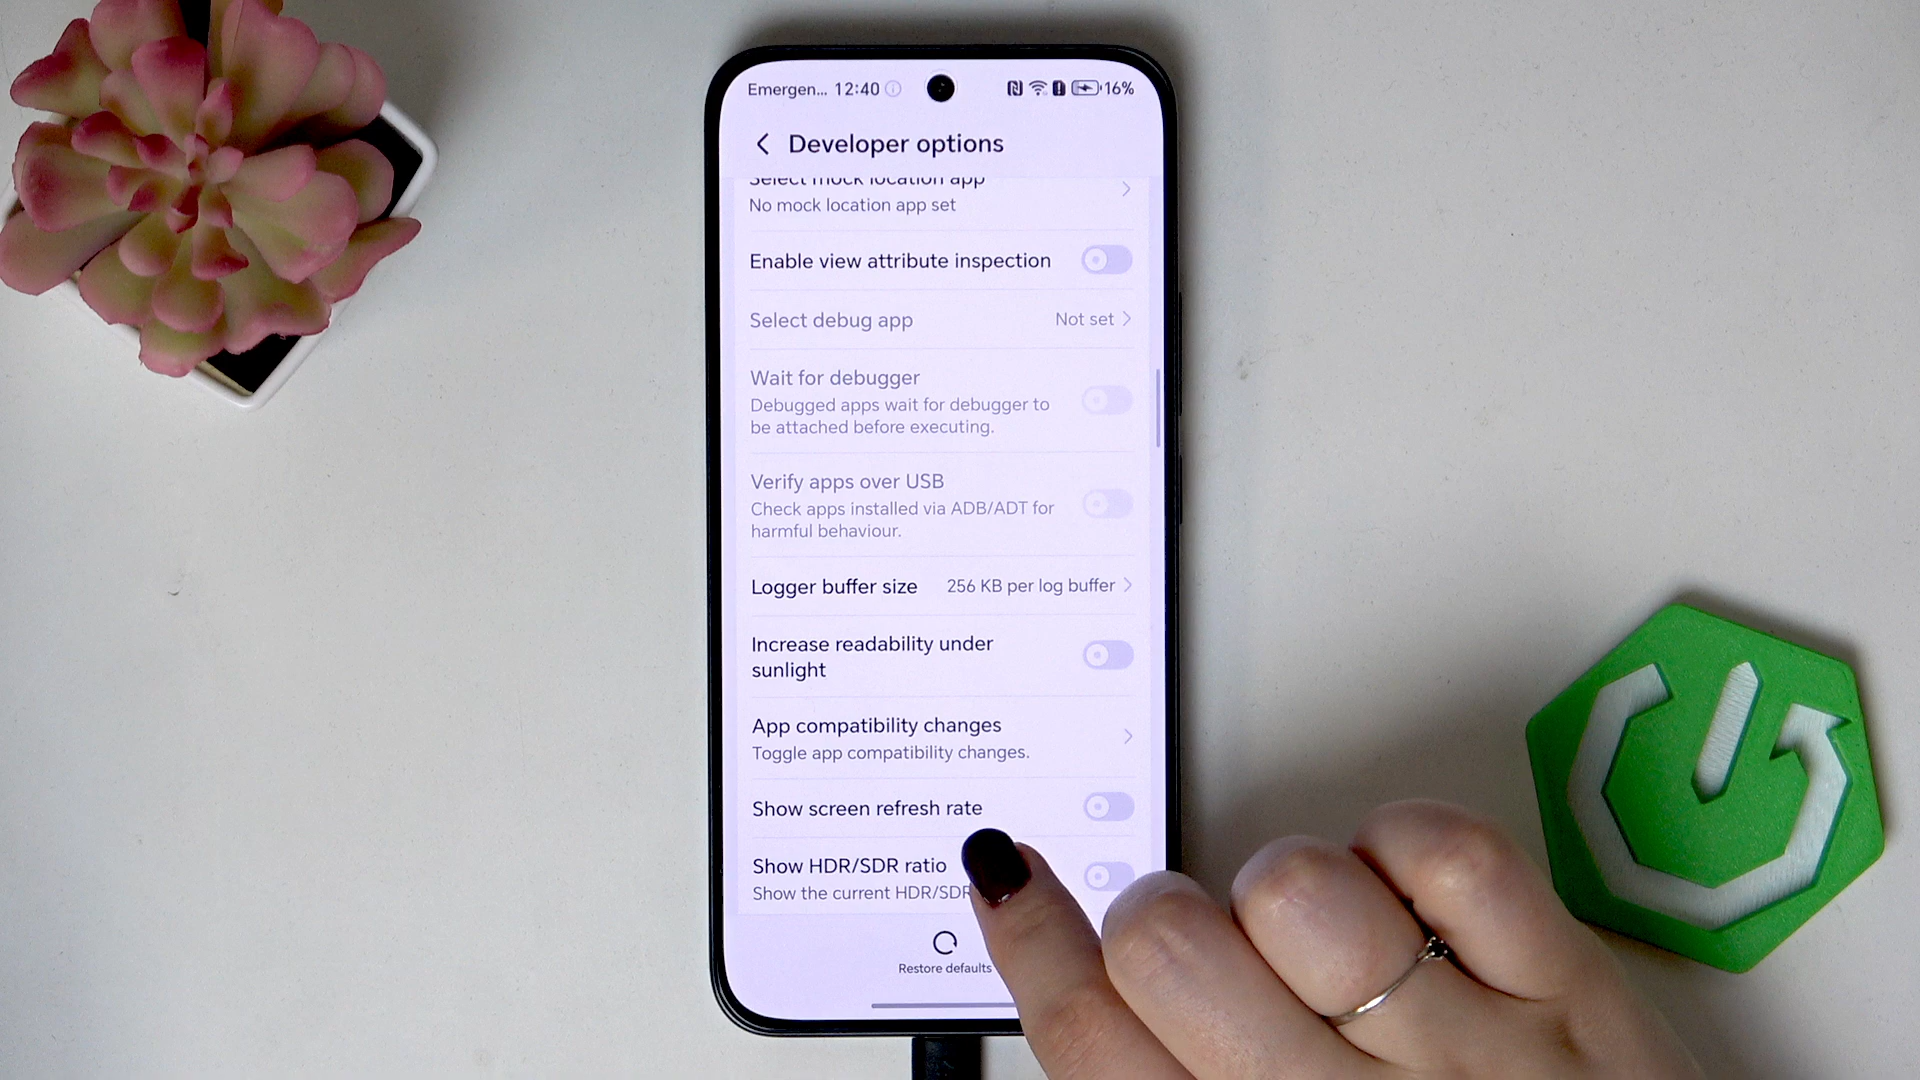 Emergen... 12:40 16%
Developer options
Select mock location app
No mock location app set
Enable view attribute inspection
Select debug app Not set
Wait for debugger
Debugged apps wait for debugger to
be attached before executing.
Verify apps over USB
Check apps installed via ADB/ADT for
harmful behaviour.
Logger buffer size 256 KB per log buffer
Increase readability under
sunlight
App compatibility changes
Toggle app compatibility changes.
Show screen refresh rate
Show HDR/SDR ratio
Show the current HDR/SDR
Restore defaults